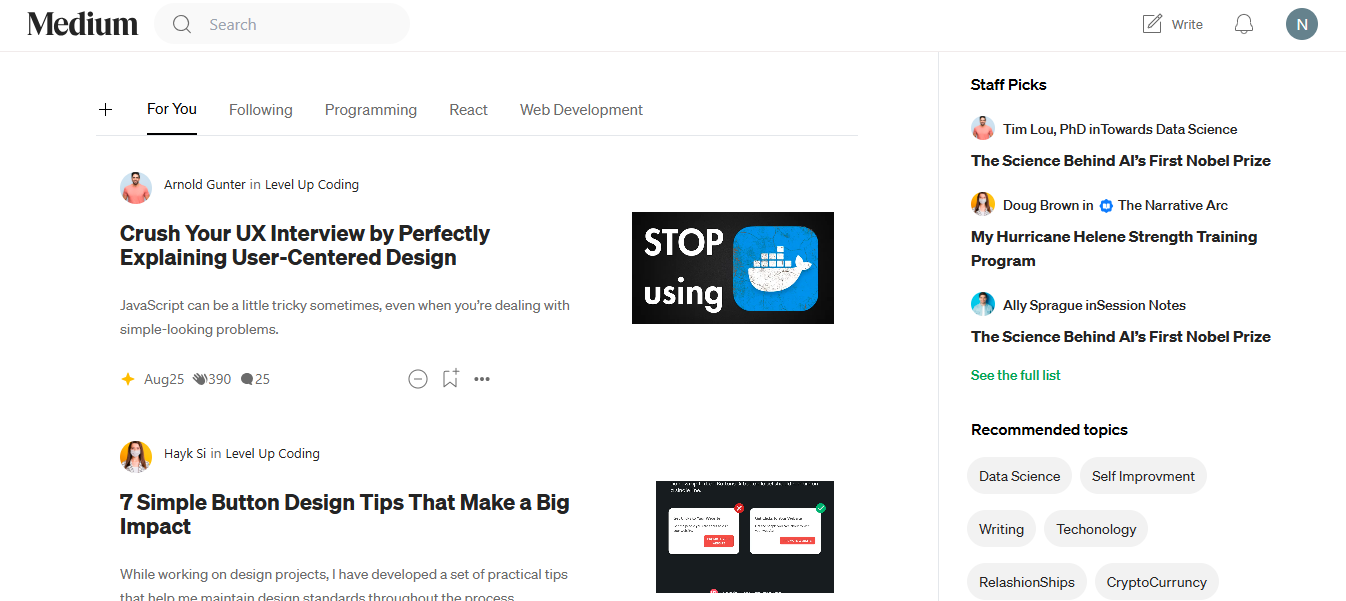 Medium
Search
Write
N
For You
Following
Programming
React
Web Development
Arnold Gunter in Level Up Coding
Crush Your UX Interview by Perfectly
Explaining User-Centered Design
JavaScript can be a little tricky sometimes, even when you're dealing with
simple-looking problems.
Aug25
390
25
STOP
using
Hayk Si in Level Up Coding
7 Simple Button Design Tips That Make a Big
Impact
While working on design projects, I have developed a set of practical tips
that help me maintain design standards throughout the process
a single line.
Staff Picks
Tim Lou, PhD inTowards Data Science
The Science Behind AI’s First Nobel Prize
Doug Brown in The Narrative Arc
My Hurricane Helene Strength Training
Program
Ally Sprague inSession Notes
The Science Behind AI’s First Nobel Prize
See the full list
Recommended topics
Data Science
Self Improvment
Writing
Techonology
RelashionShips
CryptoCurruncy